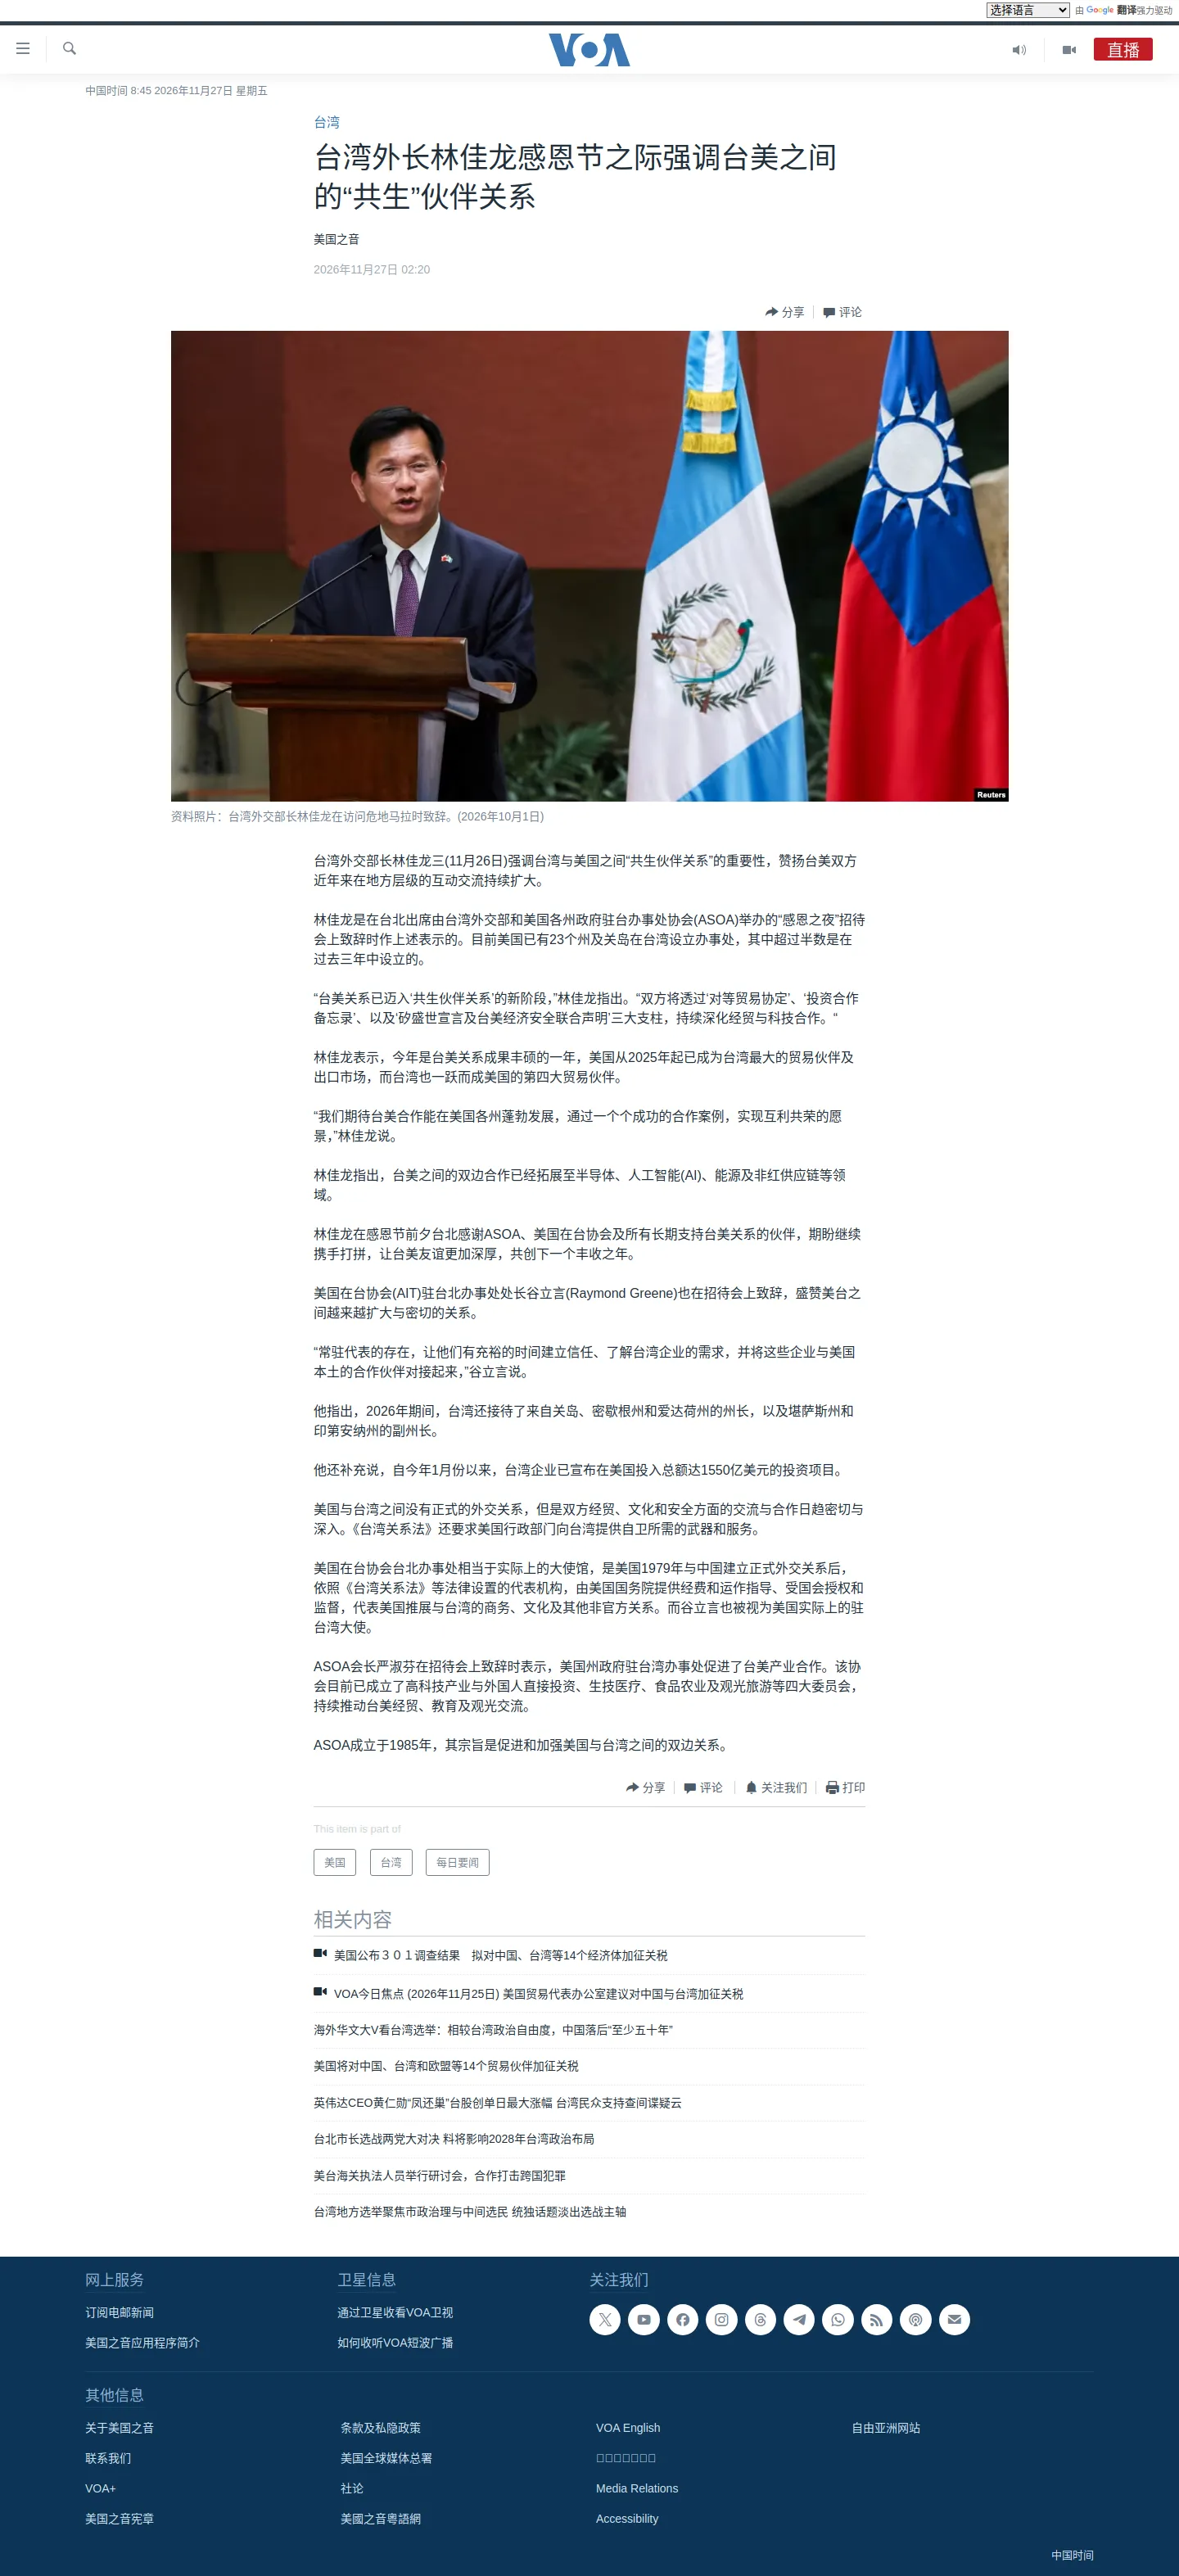 选择语言
由 Google 翻译强力驱动
VOA
直播
中国时间 8:45 2026年11月27日 星期五
台湾
台湾外长林佳龙感恩节之际强调台美之间
的“共生”伙伴关系
美国之音
2026年11月27日 02:20
分享
评论
Reuters
资料照片：台湾外交部长林佳龙在访问危地马拉时致辞。(2026年10月1日)
台湾外交部长林佳龙三(11月26日)强调台湾与美国之间“共生伙伴关系”的重要性，赞扬台美双方
近年来在地方层级的互动交流持续扩大。
林佳龙是在台北出席由台湾外交部和美国各州政府驻台办事处协会(ASOA)举办的“感恩之夜”招待
会上致辞时作上述表示的。目前美国已有23个州及关岛在台湾设立办事处，其中超过半数是在
过去三年中设立的。
“台美关系已迈入‘共生伙伴关系’的新阶段，”林佳龙指出。“双方将透过‘对等贸易协定’、‘投资合作
备忘录’、以及‘矽盛世宣言及台美经济安全联合声明’三大支柱，持续深化经贸与科技合作。“
林佳龙表示，今年是台美关系成果丰硕的一年，美国从2025年起已成为台湾最大的贸易伙伴及
出口市场，而台湾也一跃而成美国的第四大贸易伙伴。
“我们期待台美合作能在美国各州蓬勃发展，通过一个个成功的合作案例，实现互利共荣的愿
景，”林佳龙说。
林佳龙指出，台美之间的双边合作已经拓展至半导体、人工智能(AI)、能源及非红供应链等领
域。
林佳龙在感恩节前夕台北感谢ASOA、美国在台协会及所有长期支持台美关系的伙伴，期盼继续
携手打拼，让台美友谊更加深厚，共创下一个丰收之年。
美国在台协会(AIT)驻台北办事处处长谷立言(Raymond Greene)也在招待会上致辞，盛赞美台之
间越来越扩大与密切的关系。
“常驻代表的存在，让他们有充裕的时间建立信任、了解台湾企业的需求，并将这些企业与美国
本土的合作伙伴对接起来，”谷立言说。
他指出，2026年期间，台湾还接待了来自关岛、密歇根州和爱达荷州的州长，以及堪萨斯州和
印第安纳州的副州长。
他还补充说，自今年1月份以来，台湾企业已宣布在美国投入总额达1550亿美元的投资项目。
美国与台湾之间没有正式的外交关系，但是双方经贸、文化和安全方面的交流与合作日趋密切与
深入。《台湾关系法》还要求美国行政部门向台湾提供自卫所需的武器和服务。
美国在台协会台北办事处相当于实际上的大使馆，是美国1979年与中国建立正式外交关系后，
依照《台湾关系法》等法律设置的代表机构，由美国国务院提供经费和运作指导、受国会授权和
监督，代表美国推展与台湾的商务、文化及其他非官方关系。而谷立言也被视为美国实际上的驻
台湾大使。
ASOA会长严淑芬在招待会上致辞时表示，美国州政府驻台湾办事处促进了台美产业合作。该协
会目前已成立了高科技产业与外国人直接投资、生技医疗、食品农业及观光旅游等四大委员会，
持续推动台美经贸、教育及观光交流。
ASOA成立于1985年，其宗旨是促进和加强美国与台湾之间的双边关系。
分享
评论
关注我们
打印
This item is part of
美国
台湾
每日要闻
相关内容
美国公布３０１调查结果　拟对中国、台湾等14个经济体加征关税
VOA今日焦点 (2026年11月25日) 美国贸易代表办公室建议对中国与台湾加征关税
海外华文大V看台湾选举：相较台湾政治自由度，中国落后“至少五十年”
美国将对中国、台湾和欧盟等14个贸易伙伴加征关税
英伟达CEO黄仁勋“凤还巢”台股创单日最大涨幅 台湾民众支持查间谍疑云
台北市长选战两党大对决 料将影响2028年台湾政治布局
美台海关执法人员举行研讨会，合作打击跨国犯罪
台湾地方选举聚焦市政治理与中间选民 统独话题淡出选战主轴
网上服务
卫星信息
关注我们
订阅电邮新闻
通过卫星收看VOA卫视
美国之音应用程序简介
如何收听VOA短波广播
其他信息
关于美国之音
条款及私隐政策
VOA English
自由亚洲网站
联系我们
美国全球媒体总署
VOA+
社论
Media Relations
美国之音宪章
美國之音粵語網
Accessibility
中国时间